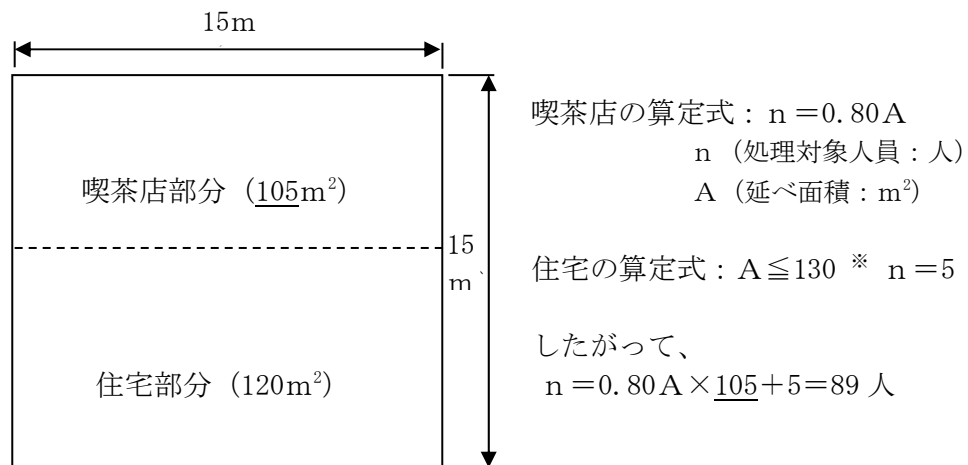 15m
喫茶店の算定式：ｎ＝0.80Ａ
ｎ（処理対象人員：人）
Ａ（延べ面積：m²）
喫茶店部分（105m²）
15
m
住宅の算定式：Ａ≦130 ※ ｎ＝5
したがって、
ｎ＝0.80Ａ×105＋5＝89 人
住宅部分（120m²）